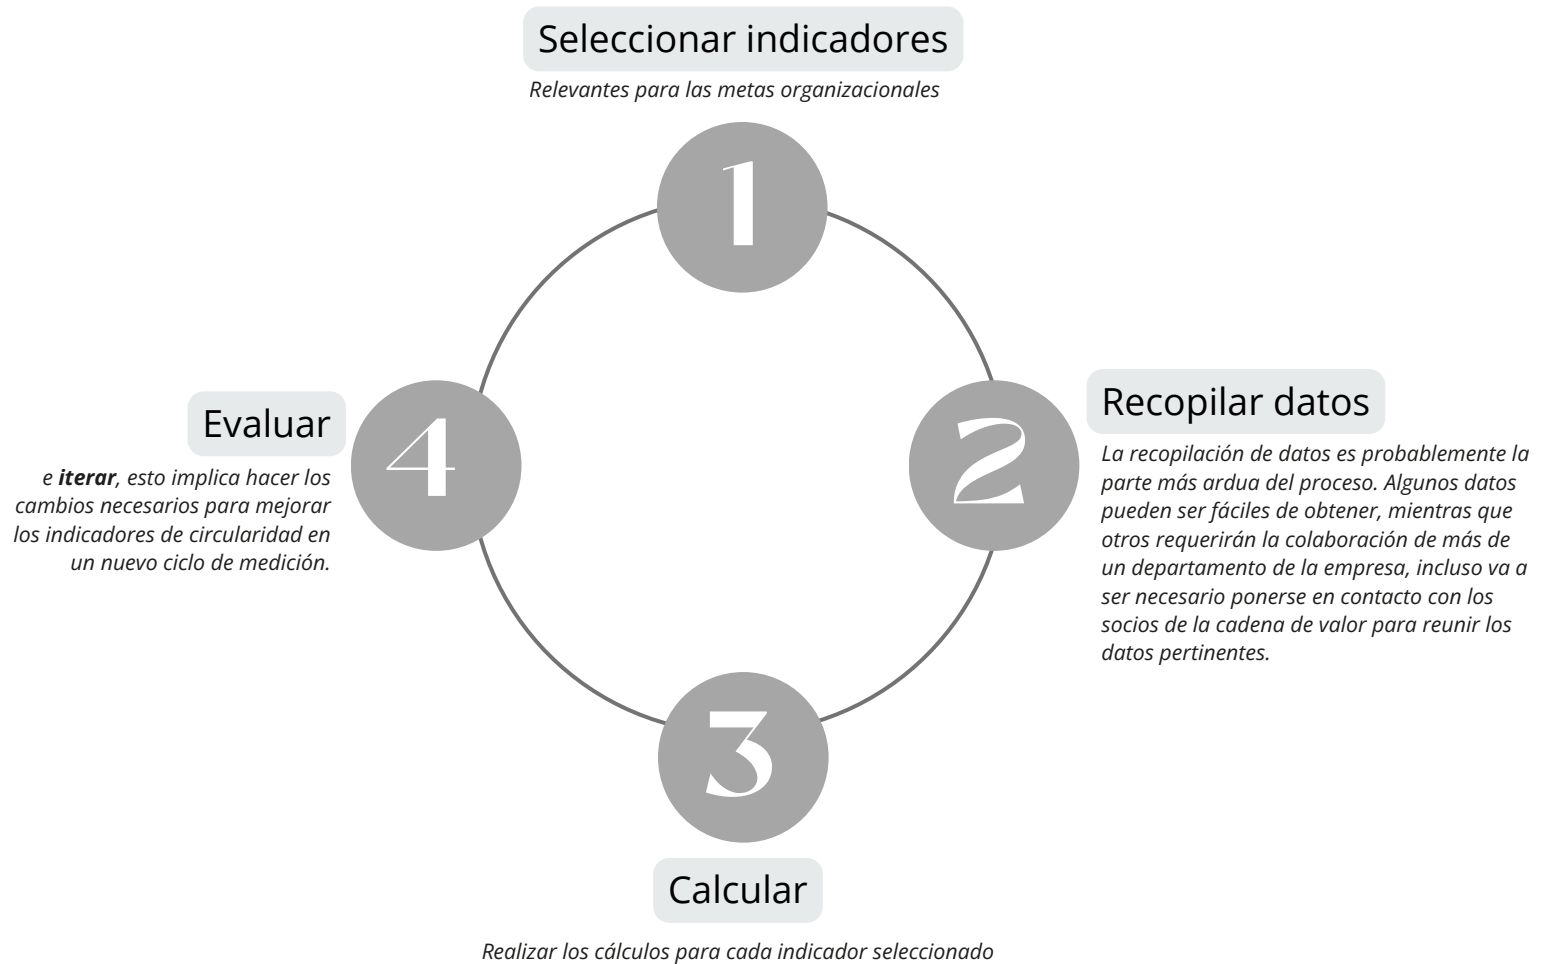 Seleccionar indicadores
Relevantes para las metas organizacionales
1
2
Recopilar datos
La recopilación de datos es probablemente la
parte más ardua del proceso. Algunos datos
pueden ser fáciles de obtener, mientras que
otros requerirán la colaboración de más de
un departamento de la empresa, incluso va a
ser necesario ponerse en contacto con los
socios de la cadena de valor para reunir los
datos pertinentes.
3
Calcular
Realizar los cálculos para cada indicador seleccionado
4
Evaluar
e iterar, esto implica hacer los
cambios necesarios para mejorar
los indicadores de circularidad en
un nuevo ciclo de medición.